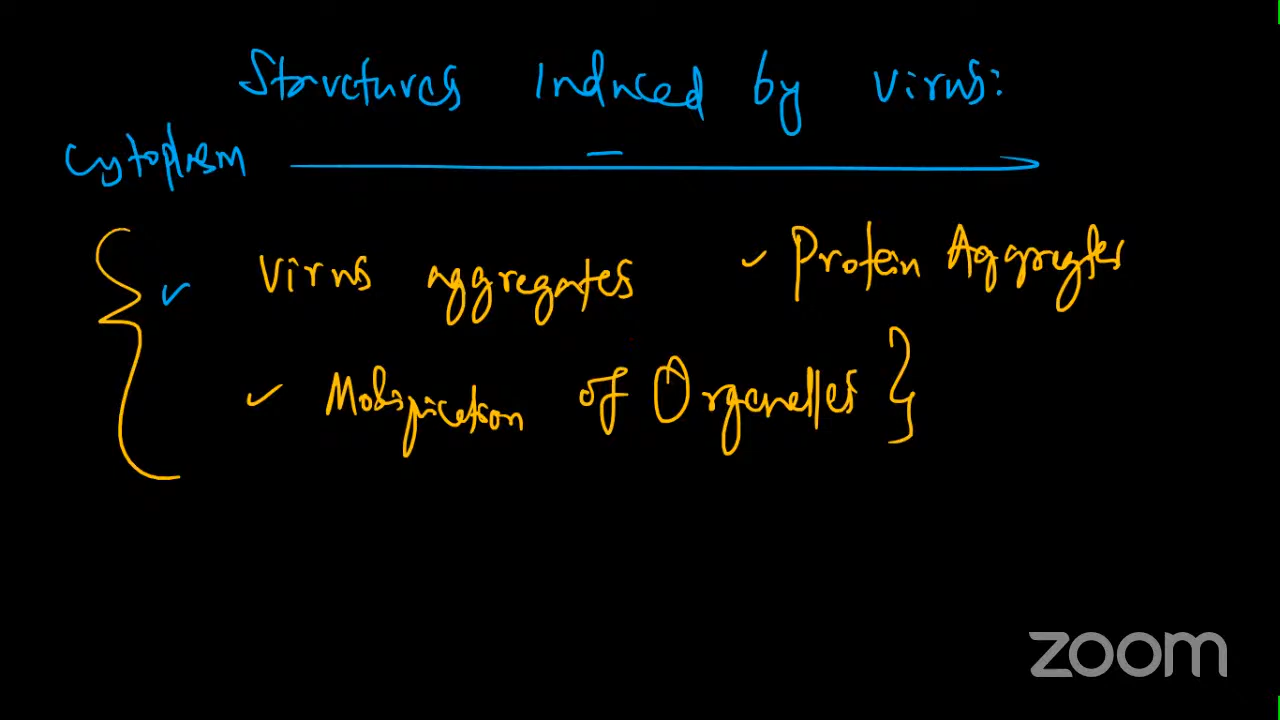 Structures Induced by Virus:
Cytoplasm
Virus aggregates ✓ Protein Aggregates
✓ Modification of Organelles }
zoom